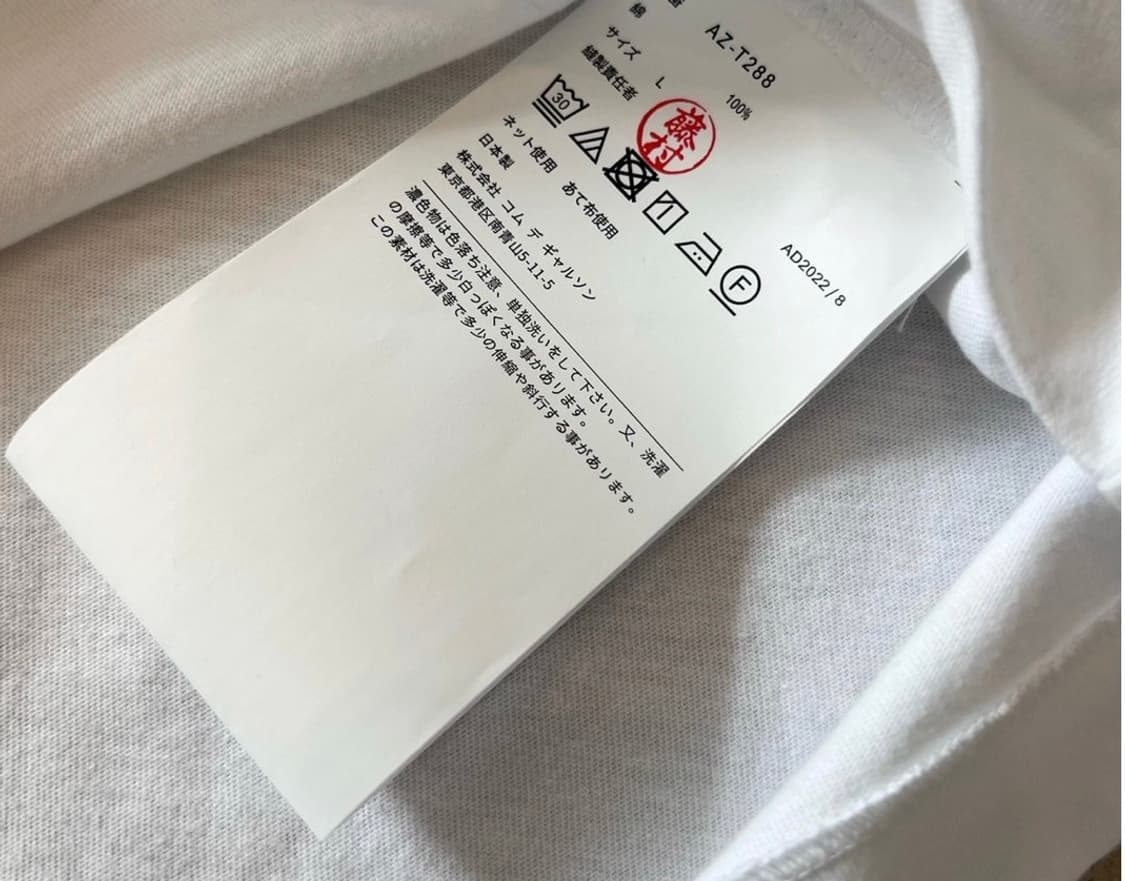 番 AZ-T288
綿 100%
サイズ L
縫製責任者 藤村
30
F
ネット使用 あて布使用
日本製 AD2022/8
株式会社 コム デ ギャルソン
東京都港区南青山5-11-5
濃色物は色落ち注意、単独洗いをして下さい。又、洗濯
の摩擦等で多少白っぽくなる事があります。
この素材は洗濯等で多少の伸縮や斜行する事があります。